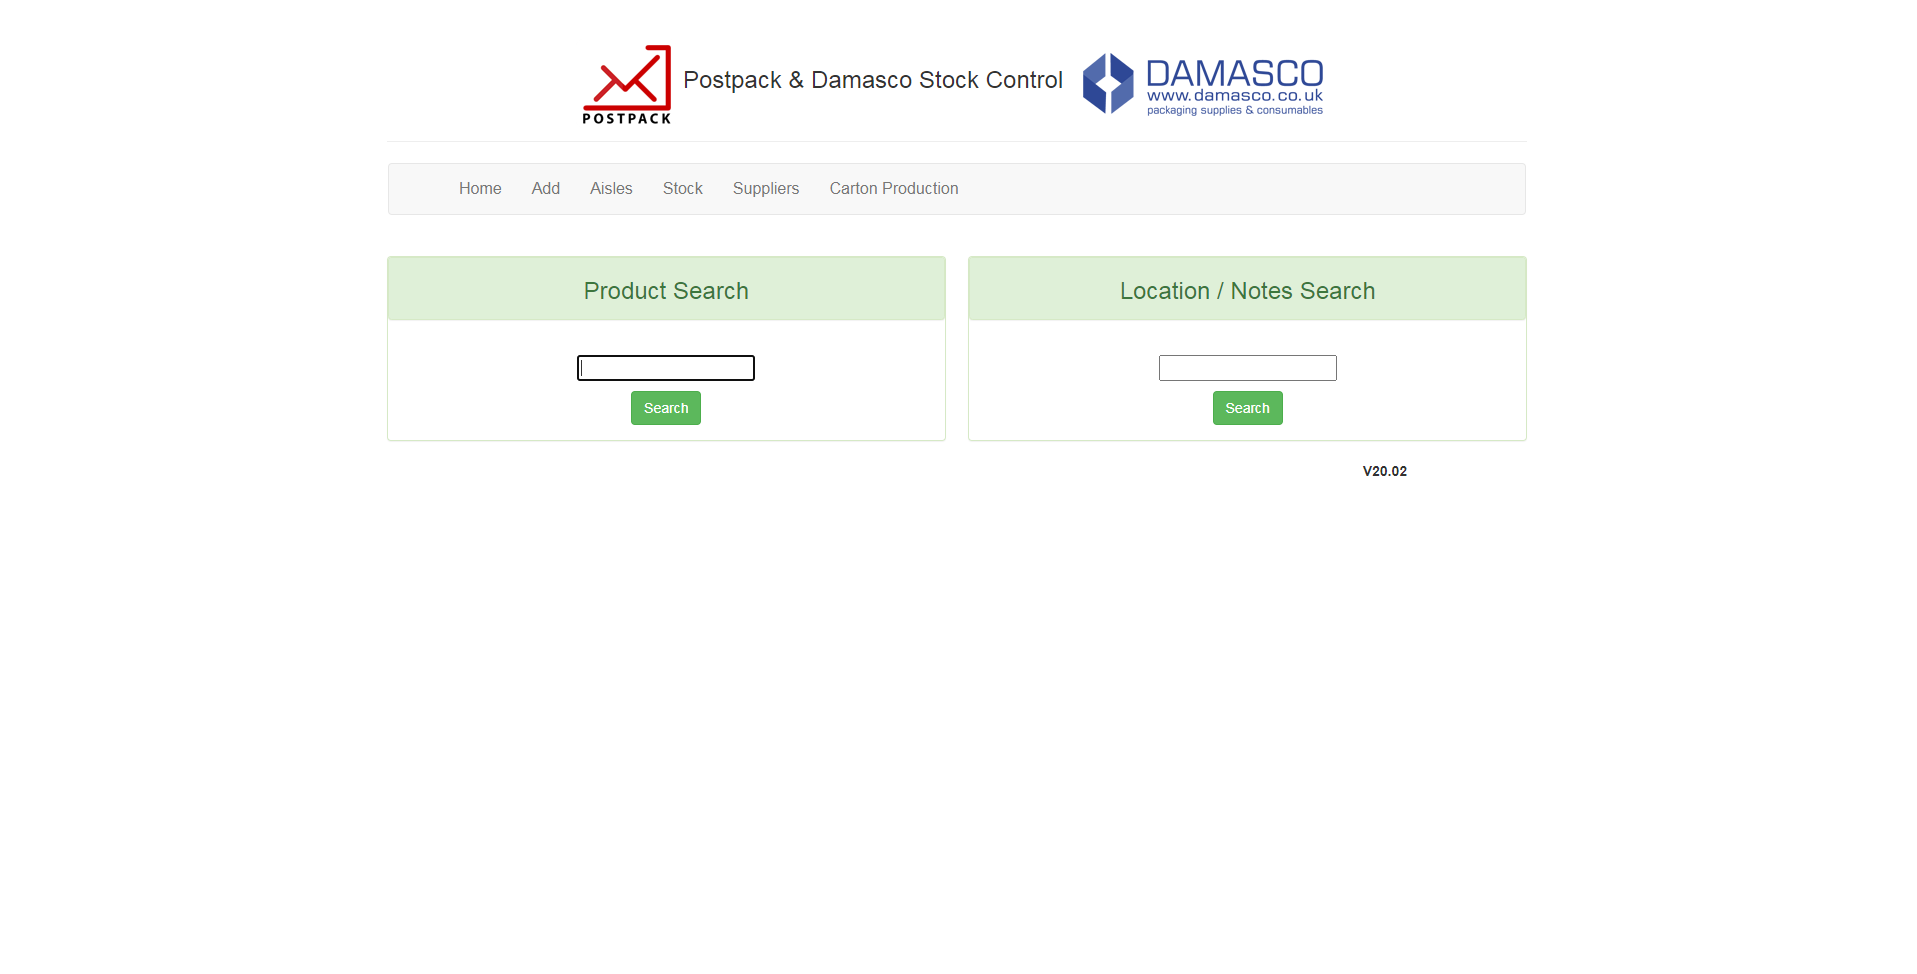 POSTPACK
Postpack & Damasco Stock Control
DAMASCO
www.damasco.co.uk
packaging supplies & consumables
Home Add Aisles Stock Suppliers Carton Production
Product Search
Search
Location / Notes Search
Search
V20.02